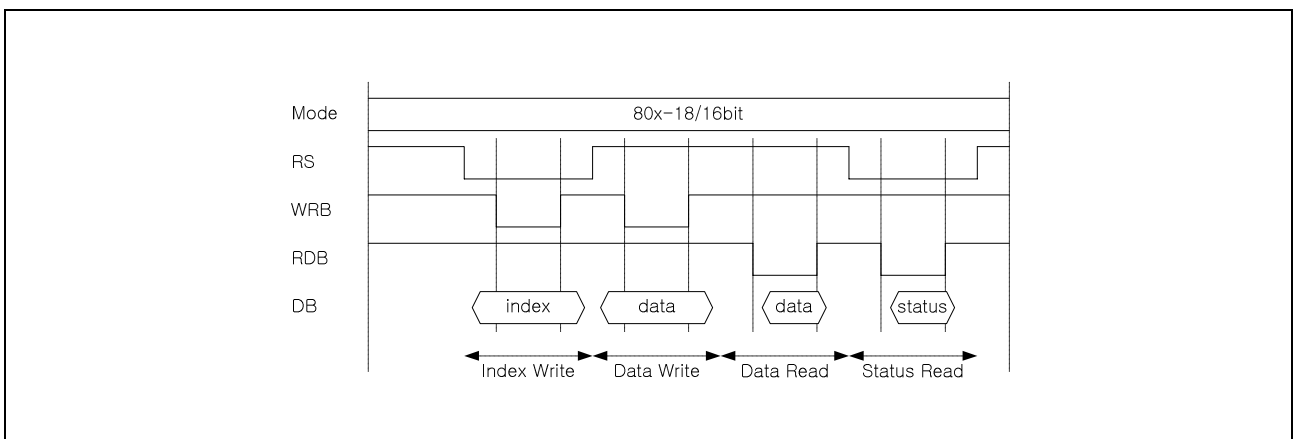 Mode 80x-18/16bit
RS
WRB
RDB
DB index data data status
Index Write Data Write Data Read Status Read